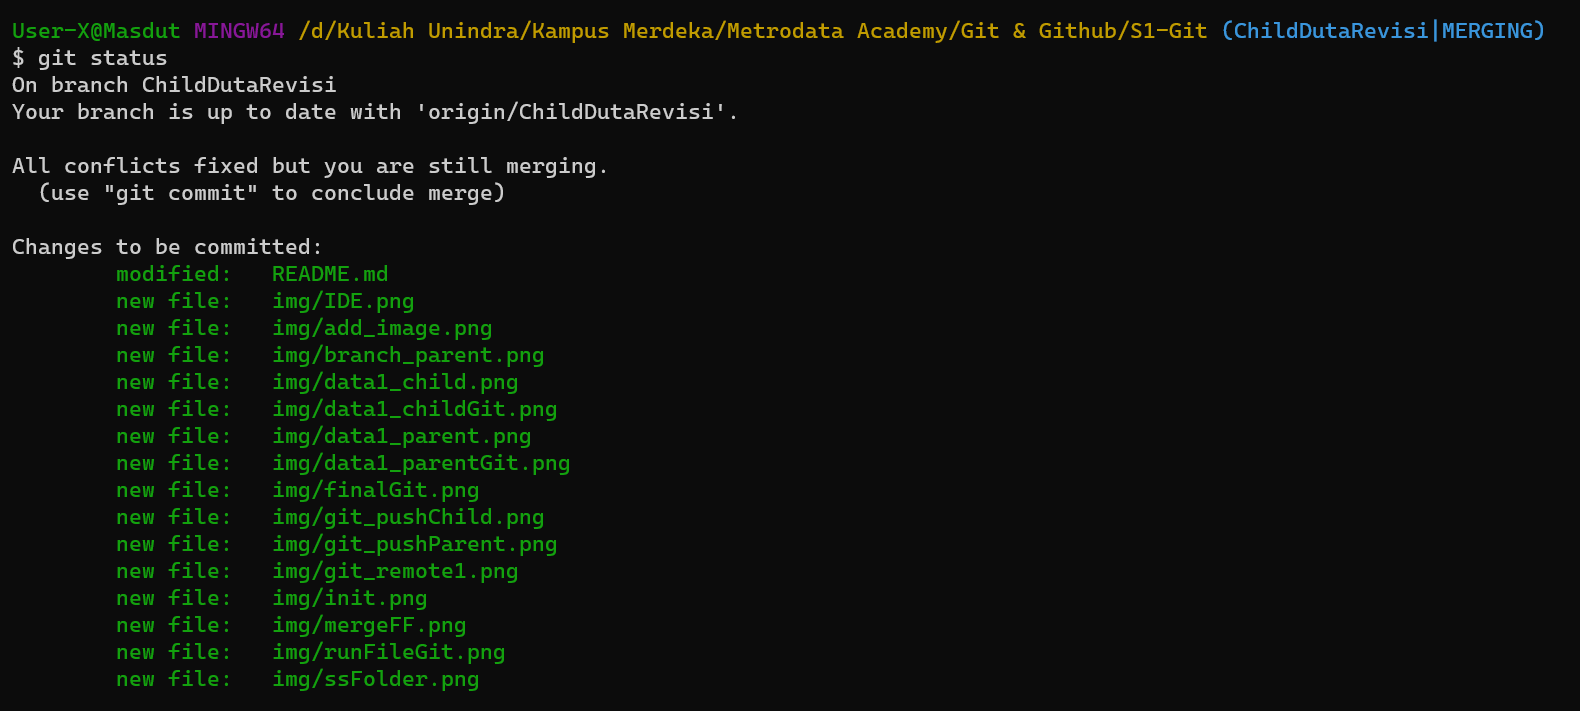 User-X@Masdut MINGW64 /d/Kuliah Unindra/Kampus Merdeka/Metrodata Academy/Git & Github/S1-Git (ChildDutaRevisi|MERGING)
$ git status
On branch ChildDutaRevisi
Your branch is up to date with 'origin/ChildDutaRevisi'.

All conflicts fixed but you are still merging.
  (use "git commit" to conclude merge)

Changes to be committed:
        modified:   README.md
        new file:   img/IDE.png
        new file:   img/add_image.png
        new file:   img/branch_parent.png
        new file:   img/data1_child.png
        new file:   img/data1_childGit.png
        new file:   img/data1_parent.png
        new file:   img/data1_parentGit.png
        new file:   img/finalGit.png
        new file:   img/git_pushChild.png
        new file:   img/git_pushParent.png
        new file:   img/git_remote1.png
        new file:   img/init.png
        new file:   img/mergeFF.png
        new file:   img/runFileGit.png
        new file:   img/ssFolder.png